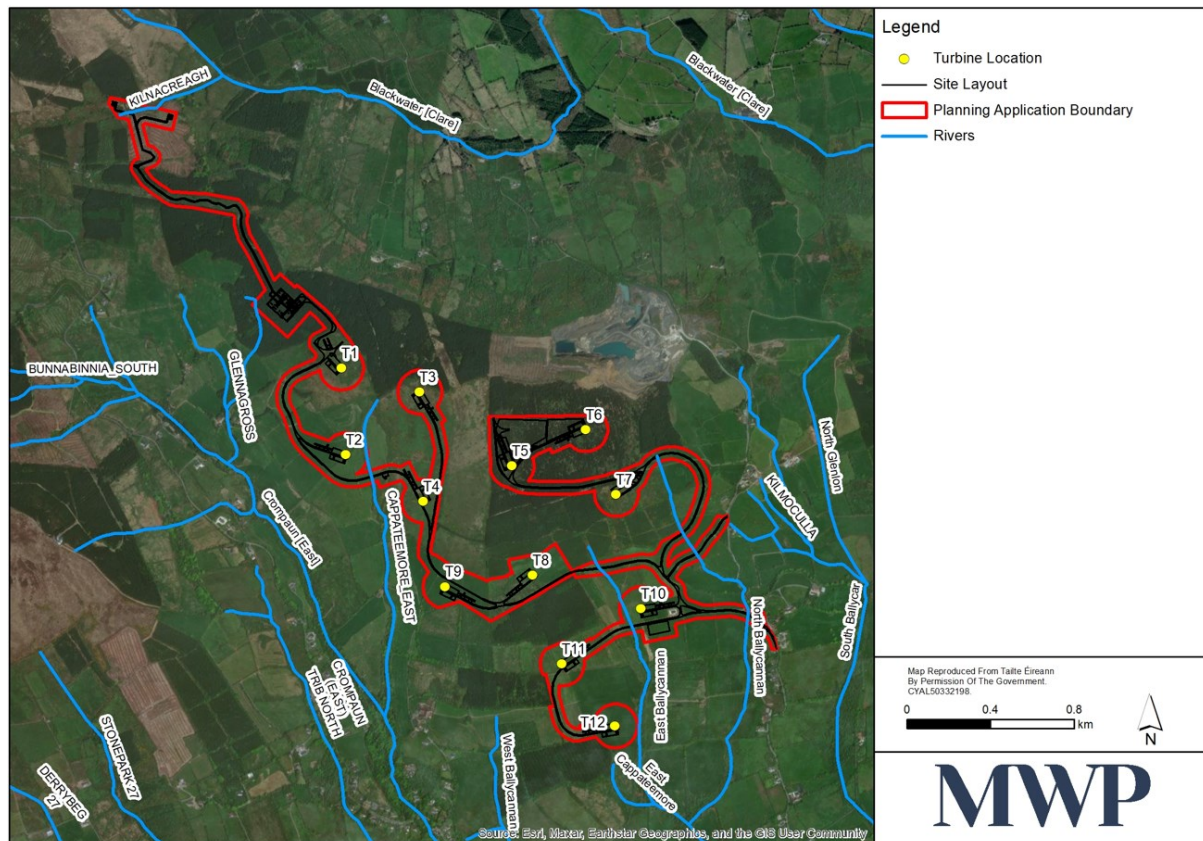 KILNACREAGH
Blackwater [Clare]
Blackwater [Clare]
BUNNABINNIA_SOUTH
GLENNAGROSS
T1
T3
T2
T6
T5
T4
T7
CAPPATEEMORE_EAST
Crompaun [East]
KILMOCULLA
North Glenlon
T9
T8
T10
T11
T12
CROMPAUN
(EAST)
TRIB NORTH
STONEPARK 27
DERRYBEG
27
West Ballycannan
East Ballycannan
North Ballycannan
South Ballycar
East
Cappateemore
Source: Esri, Maxar, Earthstar Geographics, and the GIS User Community
Legend
Turbine Location
Site Layout
Planning Application Boundary
Rivers
Map Reproduced From Tailte Éireann
By Permission Of The Government.
CYAL50332198.
0 0.4 0.8
km
N
MWP